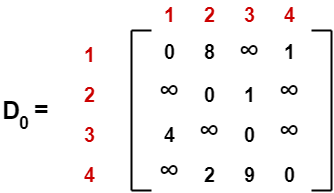 1 2 3 4
1 0 8 ∞ 1
2 ∞ 0 1 ∞
D0 =
3 4 ∞ 0 ∞
4 ∞ 2 9 0